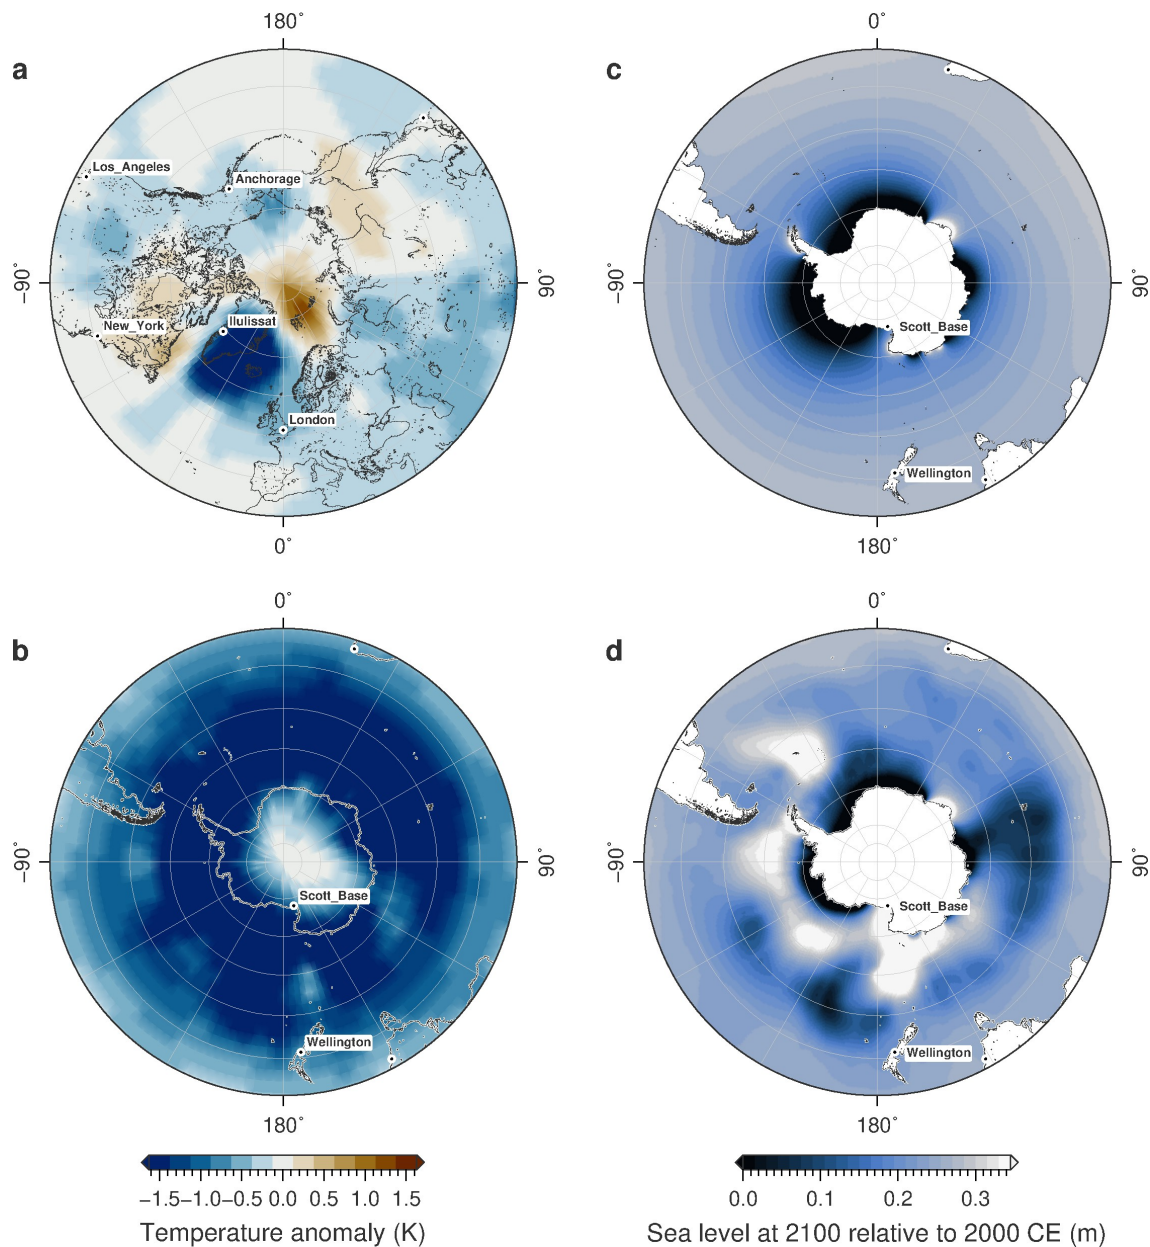 180°
a
Los_Angeles
Anchorage
−90°
90°
New_York
Ilulissat
London
0°
0°
c
−90°
90°
Scott_Base
Wellington
180°
0°
b
−90°
90°
Scott_Base
Wellington
180°
−1.5 −1.0 −0.5 0.0 0.5 1.0 1.5
Temperature anomaly (K)
0°
d
−90°
90°
Scott_Base
Wellington
180°
0.0 0.1 0.2 0.3
Sea level at 2100 relative to 2000 CE (m)